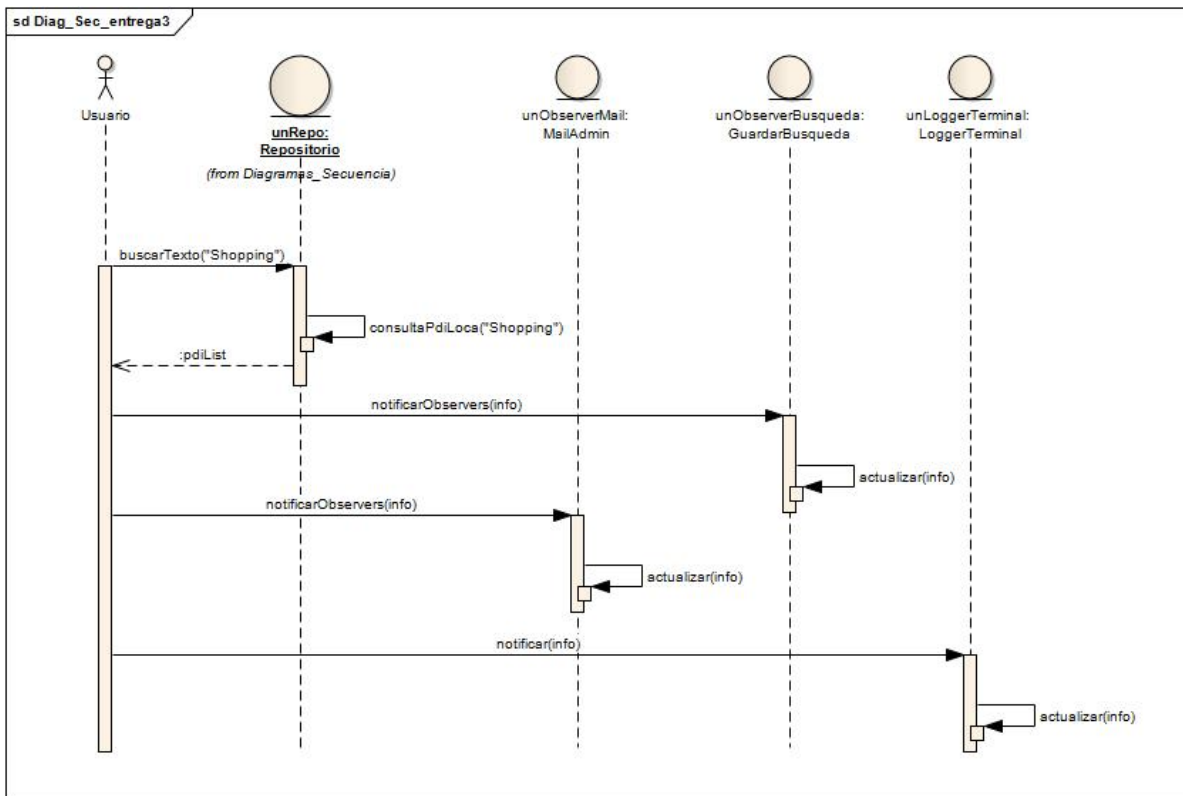 sd Diag_Sec_entrega3
Usuario
unRepo:
Repositorio
(from Diagramas_Secuencia)
unObserverMail:
MailAdmin
unObserverBusqueda:
GuardarBusqueda
unLoggerTerminal:
LoggerTerminal
buscarTexto("Shopping")
consultaPdiLoca("Shopping")
:pdiList
notificarObservers(info)
actualizar(info)
notificarObservers(info)
actualizar(info)
notificar(info)
actualizar(info)